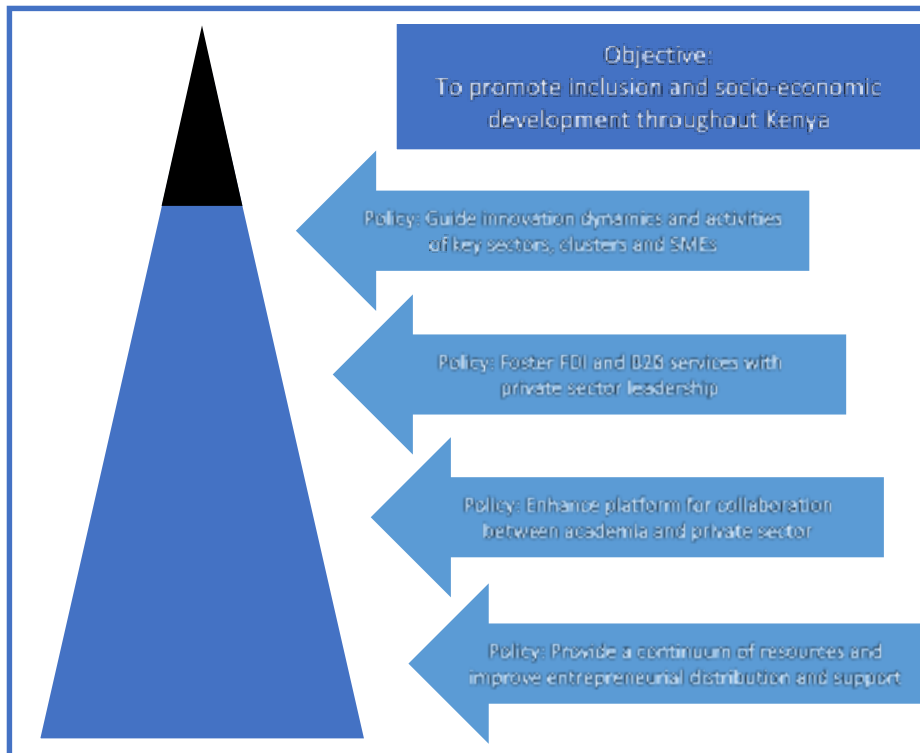 Objective:
To promote inclusion and socio-economic
development throughout Kenya
Policy: Guide innovation dynamics and activities
of key sectors, clusters and SMEs
Policy: Foster FDI and B2B services with
private sector leadership
Policy: Enhance platform for collaboration
between academia and private sector
Policy: Provide a continuum of resources and
improve entrepreneurial distribution and support